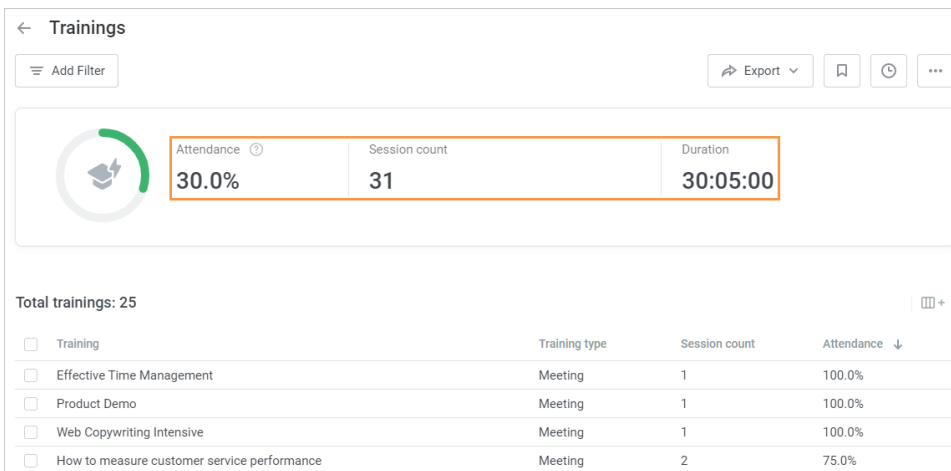 ← Trainings
Add Filter
Export
Attendance ? Session count Duration
30.0% 31 30:05:00
Total trainings: 25
Training Training type Session count Attendance ↓
Effective Time Management Meeting 1 100.0%
Product Demo Meeting 1 100.0%
Web Copywriting Intensive Meeting 1 100.0%
How to measure customer service performance Meeting 2 75.0%